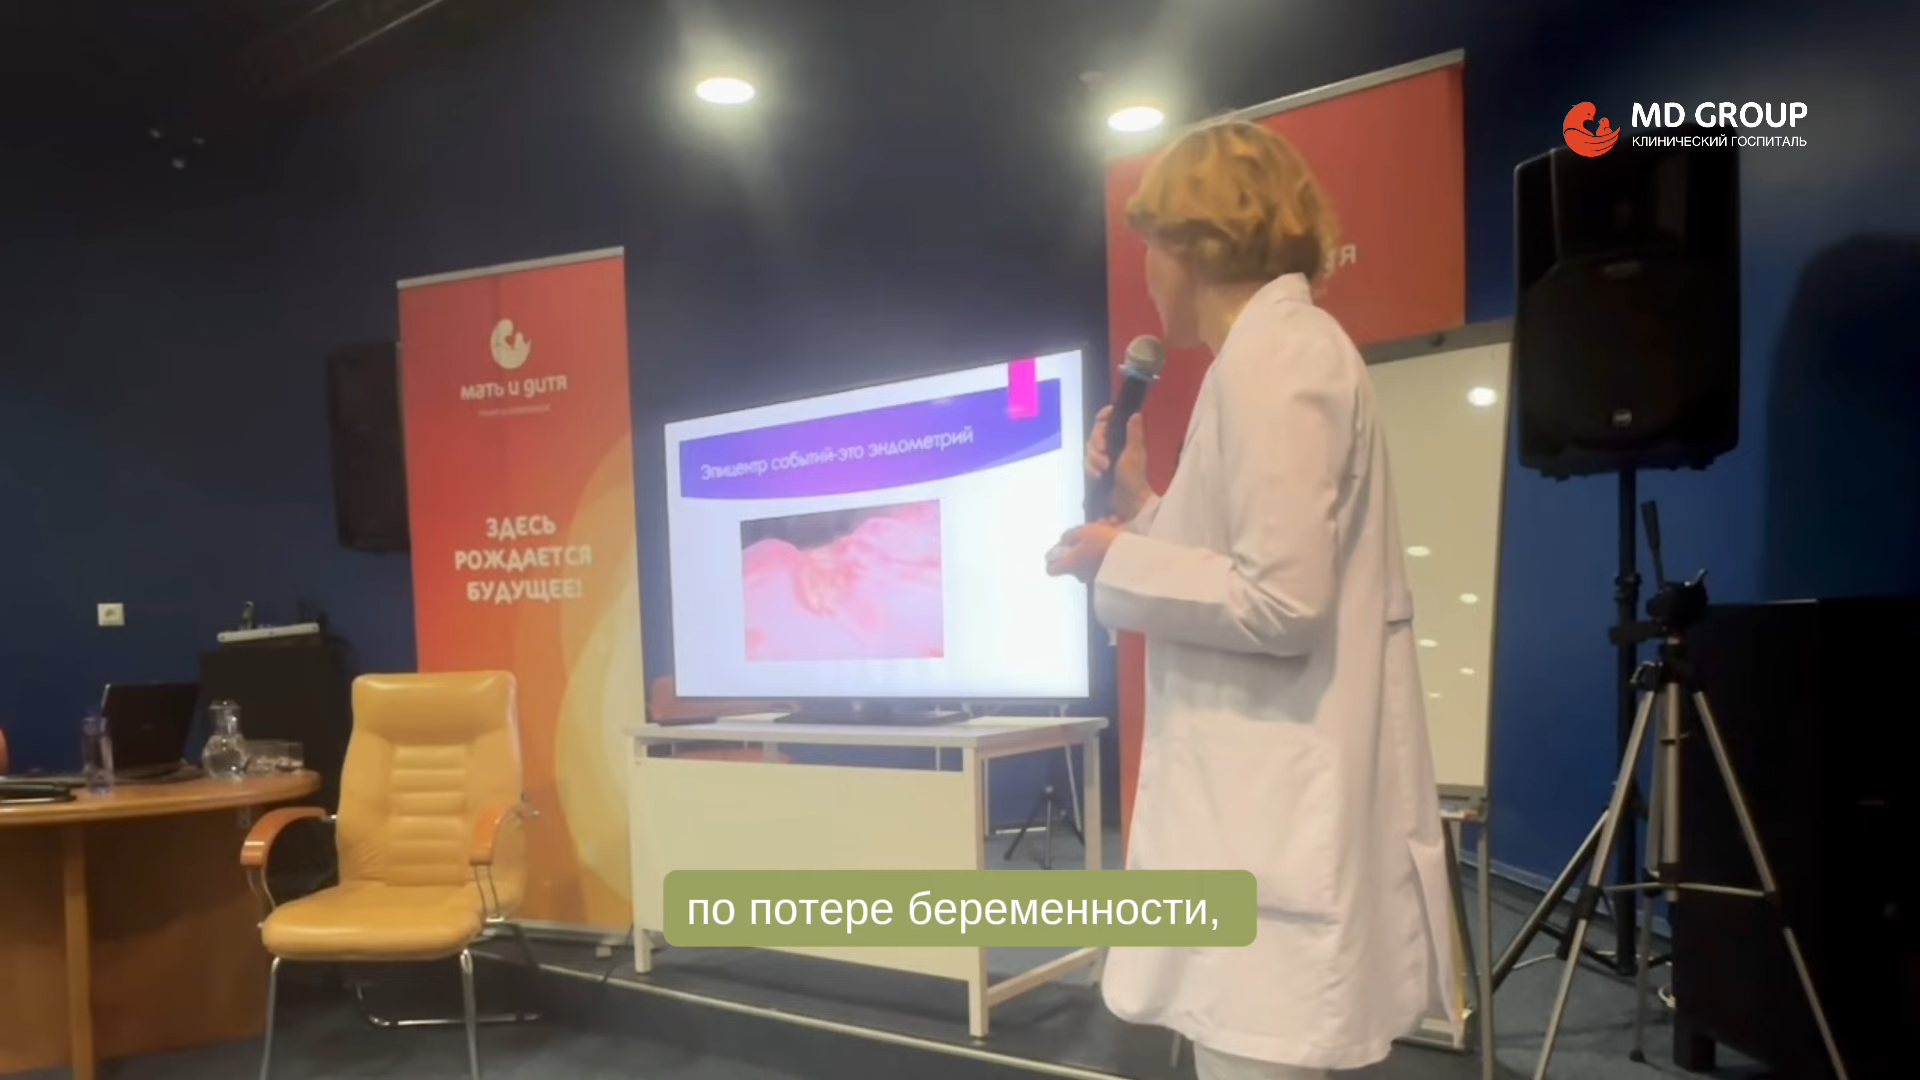 MD GROUP
КЛИНИЧЕСКИЙ ГОСПИТАЛЬ
мать и дитя
ЗДЕСЬ
РОЖДАЕТСЯ
БУДУЩЕЕ!
Эпицентр событий-это эндометрий
по потере беременности,